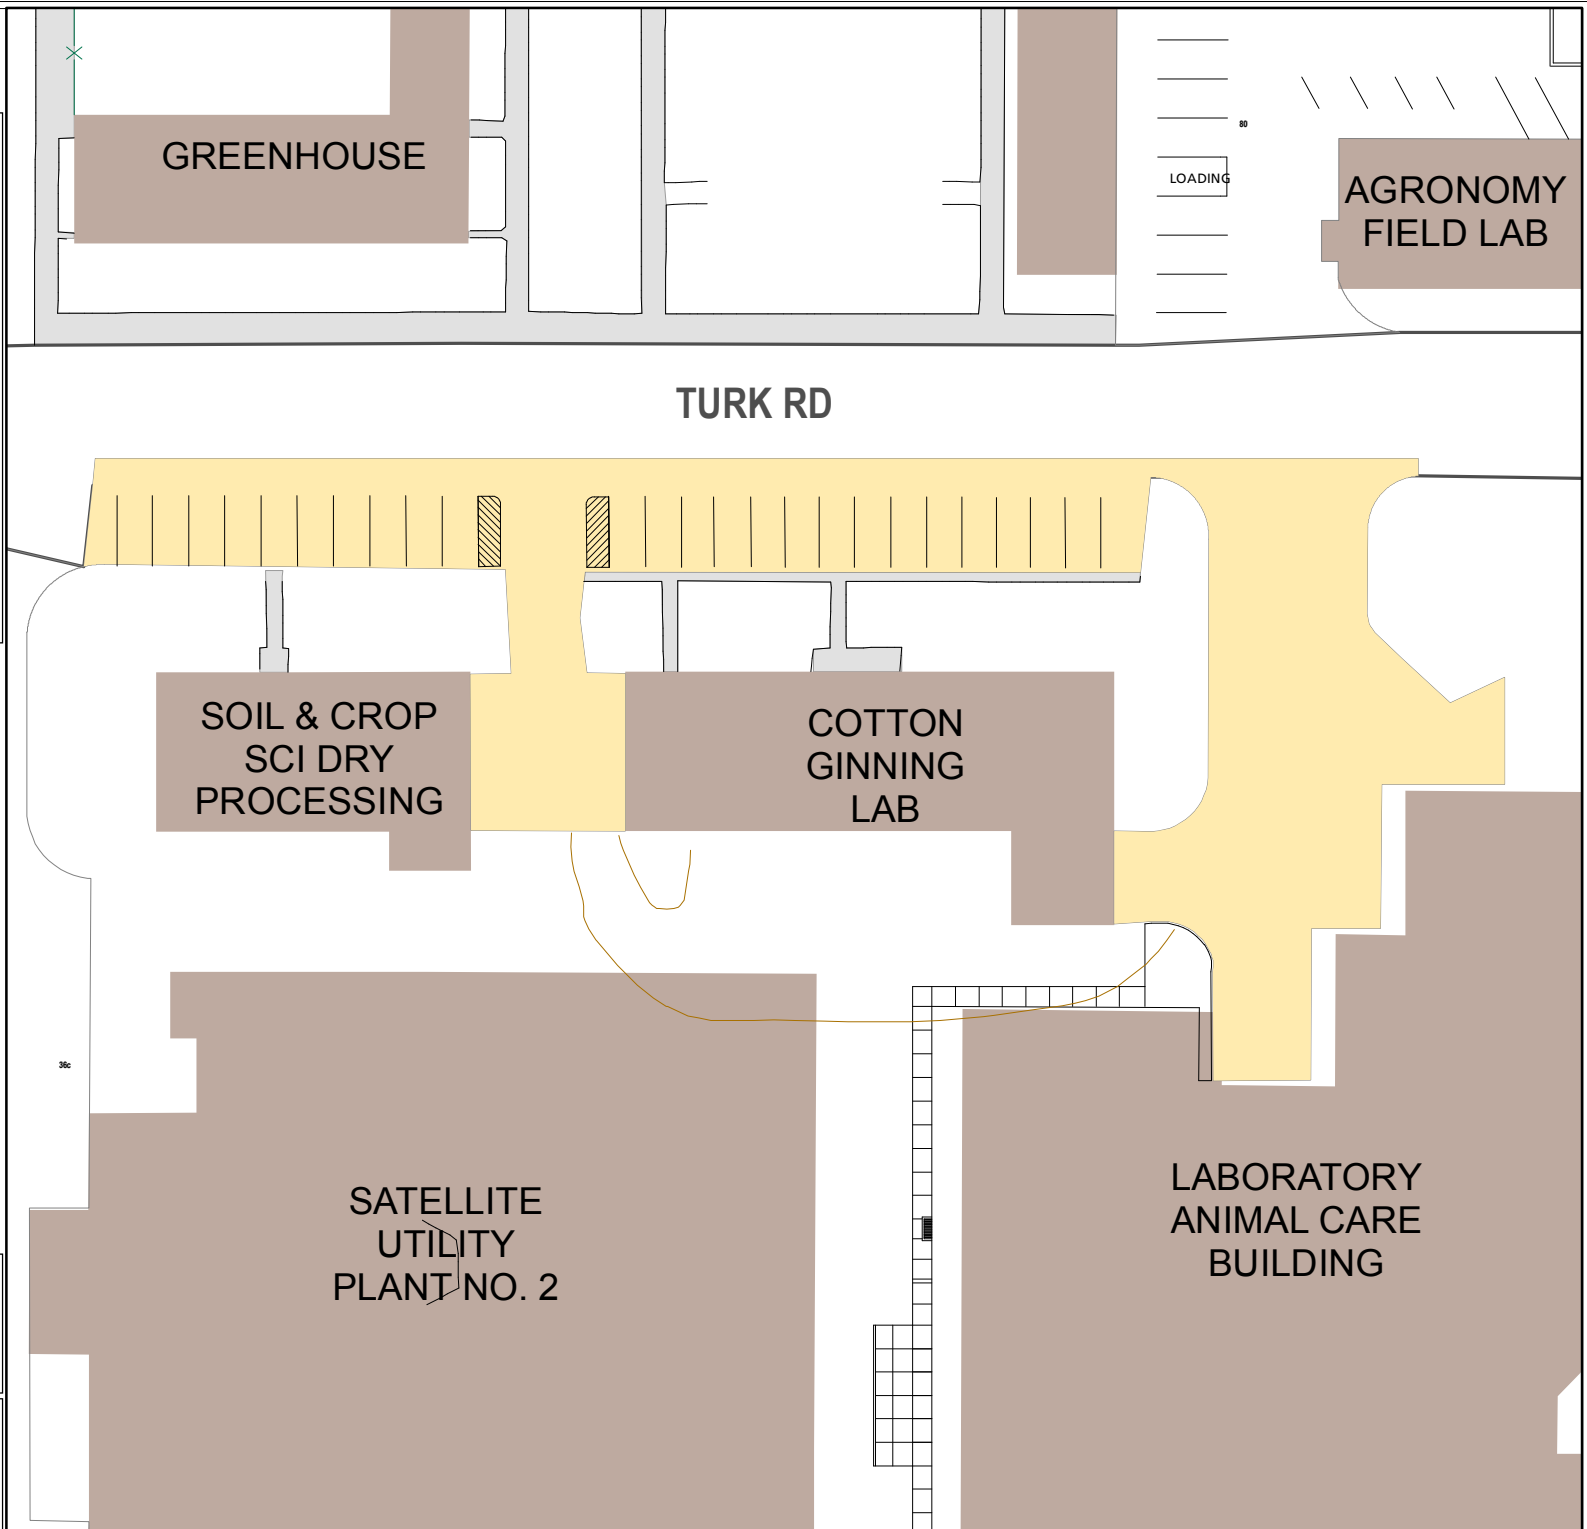 GREENHOUSE
80
LOADING
AGRONOMY
FIELD LAB
TURK RD
SOIL & CROP
SCI DRY
PROCESSING
COTTON
GINNING
LAB
36c
SATELLITE
UTILITY
PLANT NO. 2
LABORATORY
ANIMAL CARE
BUILDING